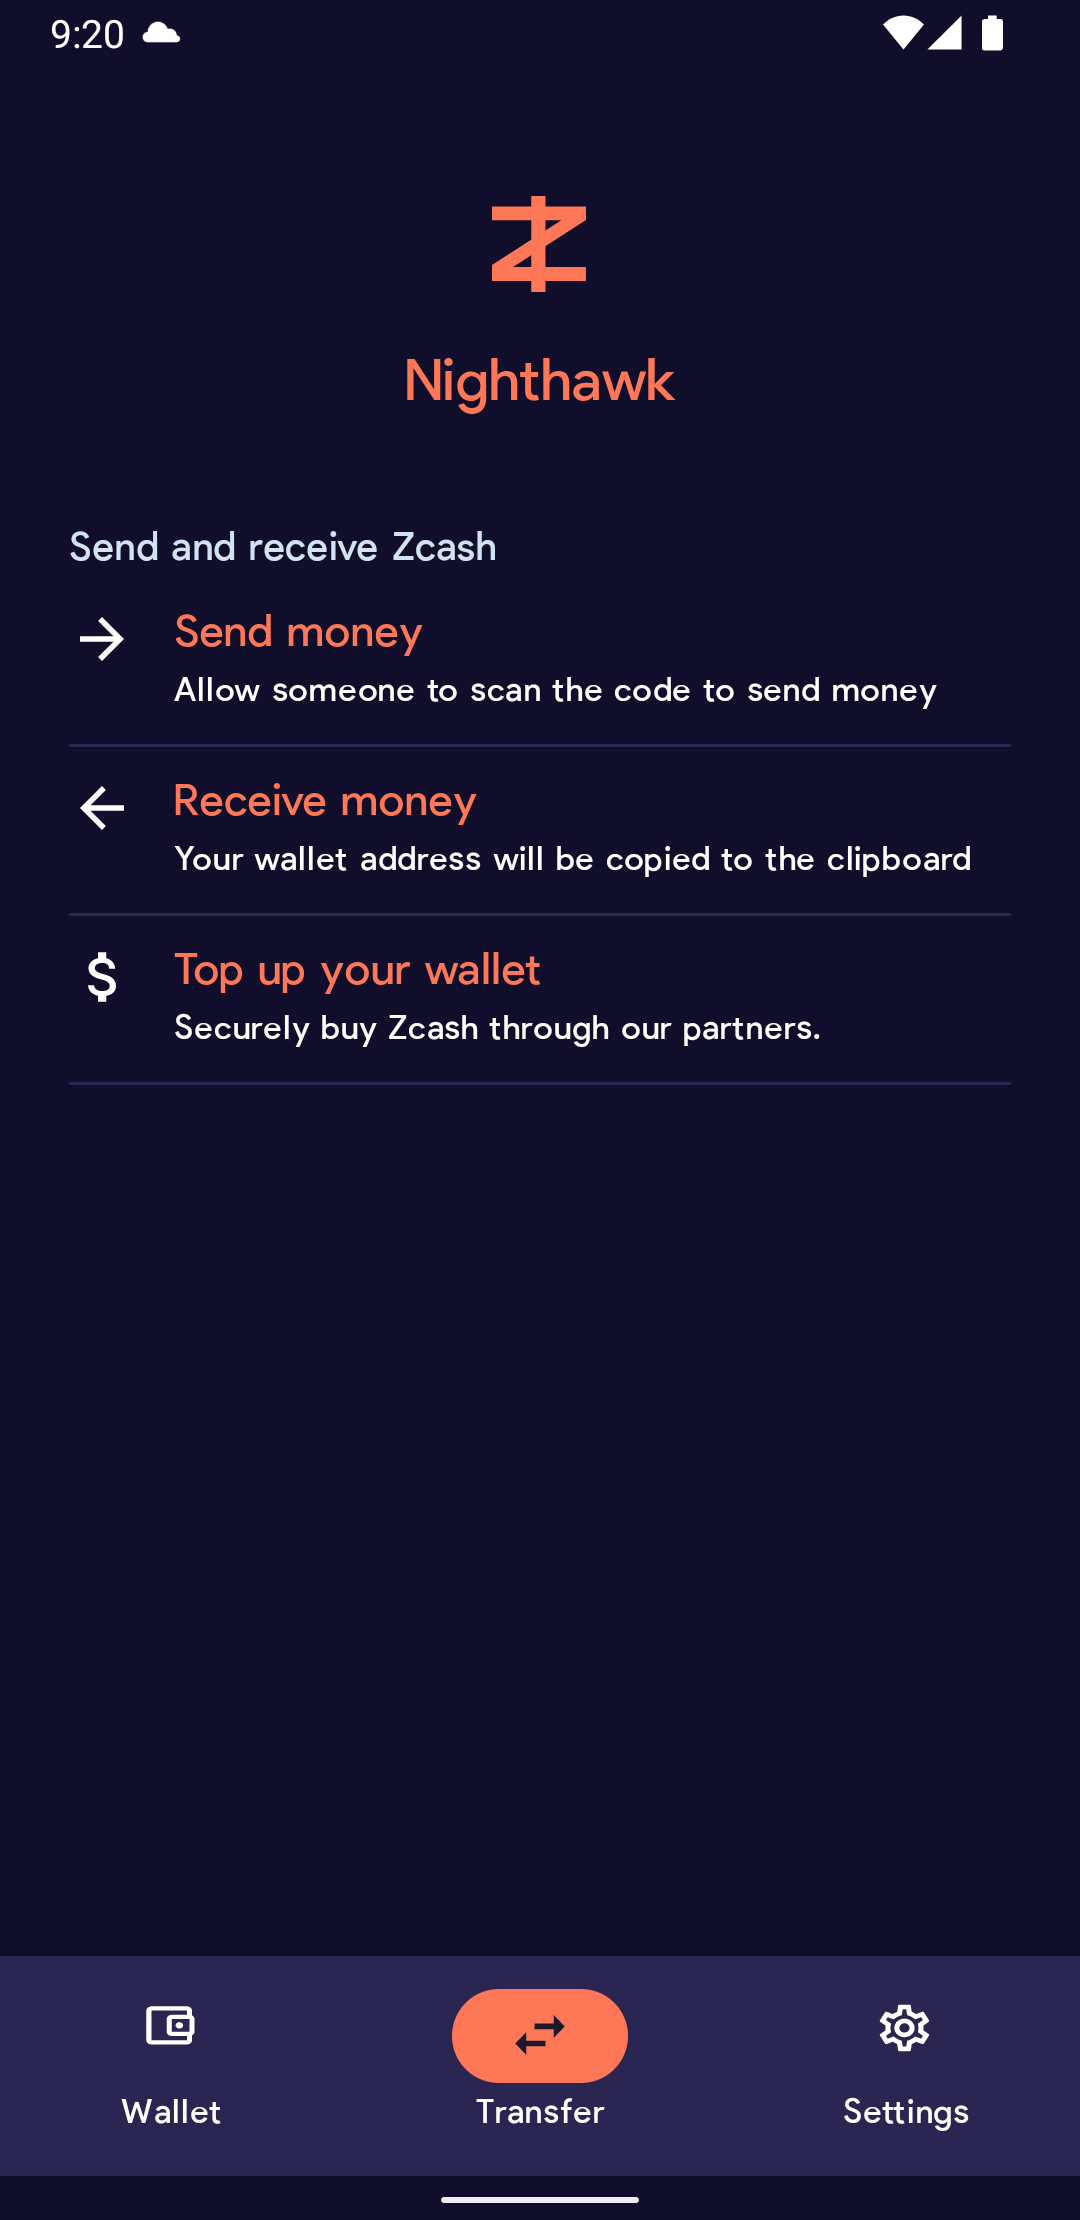 9:20
Nighthawk
Send and receive Zcash
Send money
Allow someone to scan the code to send money
Receive money
Your wallet address will be copied to the clipboard
Top up your wallet
Securely buy Zcash through our partners.
Wallet
Transfer
Settings